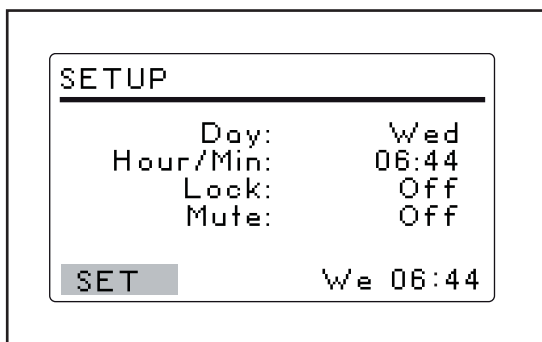 SETUP
Day: Wed
Hour/Min: 06:44
Lock: Off
Mute: Off
SET We 06:44